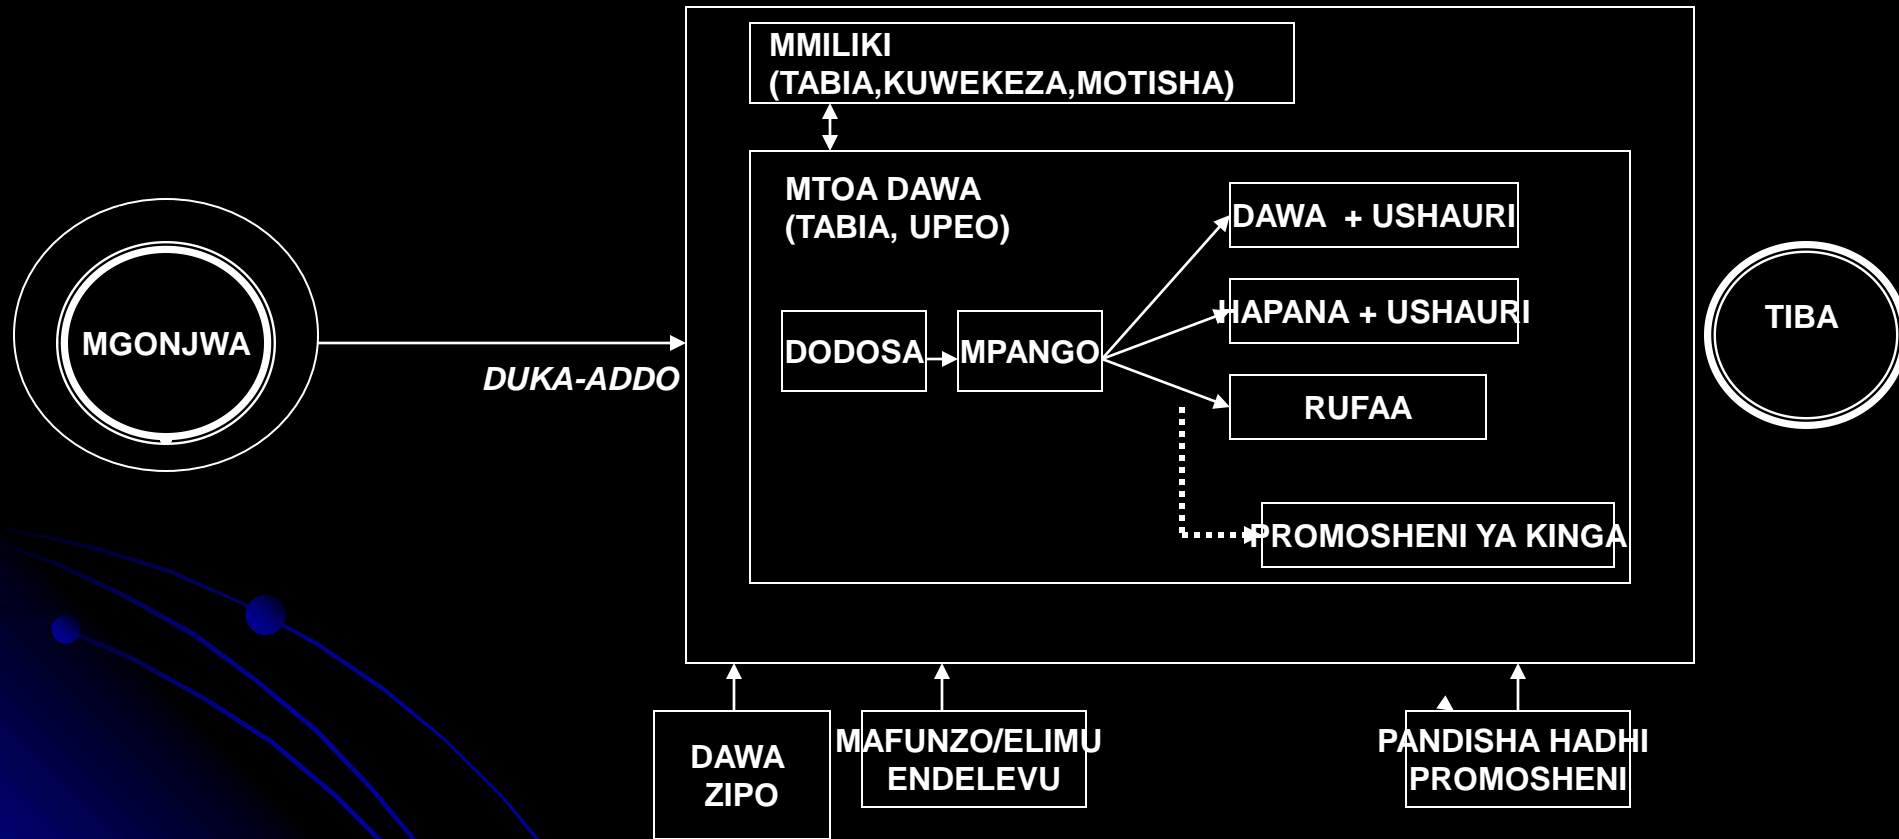 MMILIKI
(TABIA,KUWEKEZA,MOTISHA)
MTOA DAWA
(TABIA, UPEO)
DAWA + USHAURI
HAPANA + USHAURI
TIBA
MGONJWA
DODOSA
MPANGO
DUKA-ADDO
RUFAA
PROMOSHENI YA KINGA
DAWA
ZIPO
MAFUNZO/ELIMU
ENDELEVU
PANDISHA HADHI
PROMOSHENI